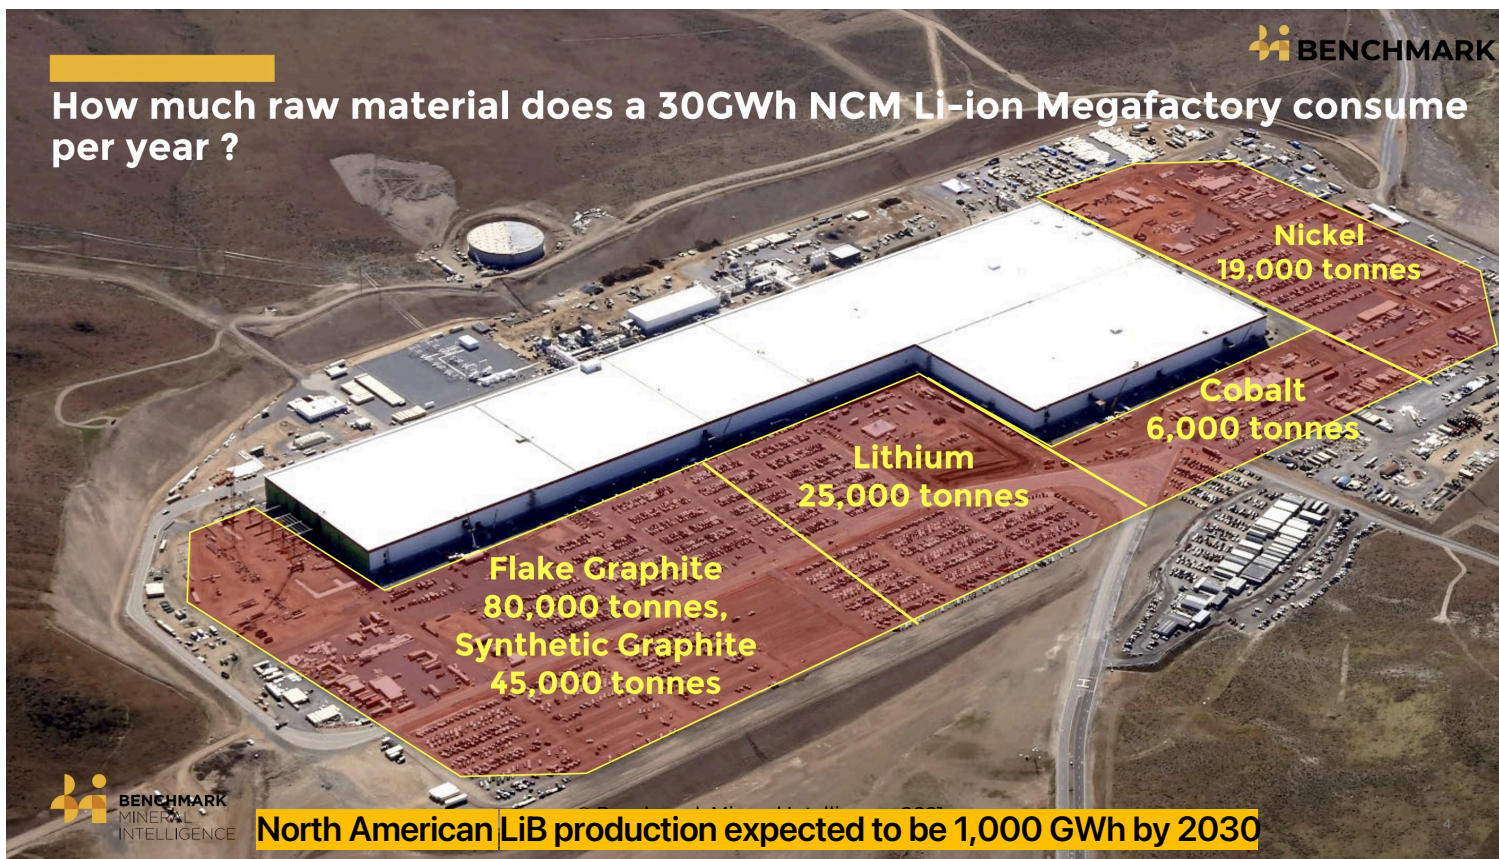 BENCHMARK
How much raw material does a 30GWh NCM Li-ion Megafactory consume
per year ?
Nickel
19,000 tonnes
Cobalt
6,000 tonnes
Lithium
25,000 tonnes
Flake Graphite
80,000 tonnes,
Synthetic Graphite
45,000 tonnes
BENCHMARK
MINERAL
INTELLIGENCE
North American LiB production expected to be 1,000 GWh by 2030
4